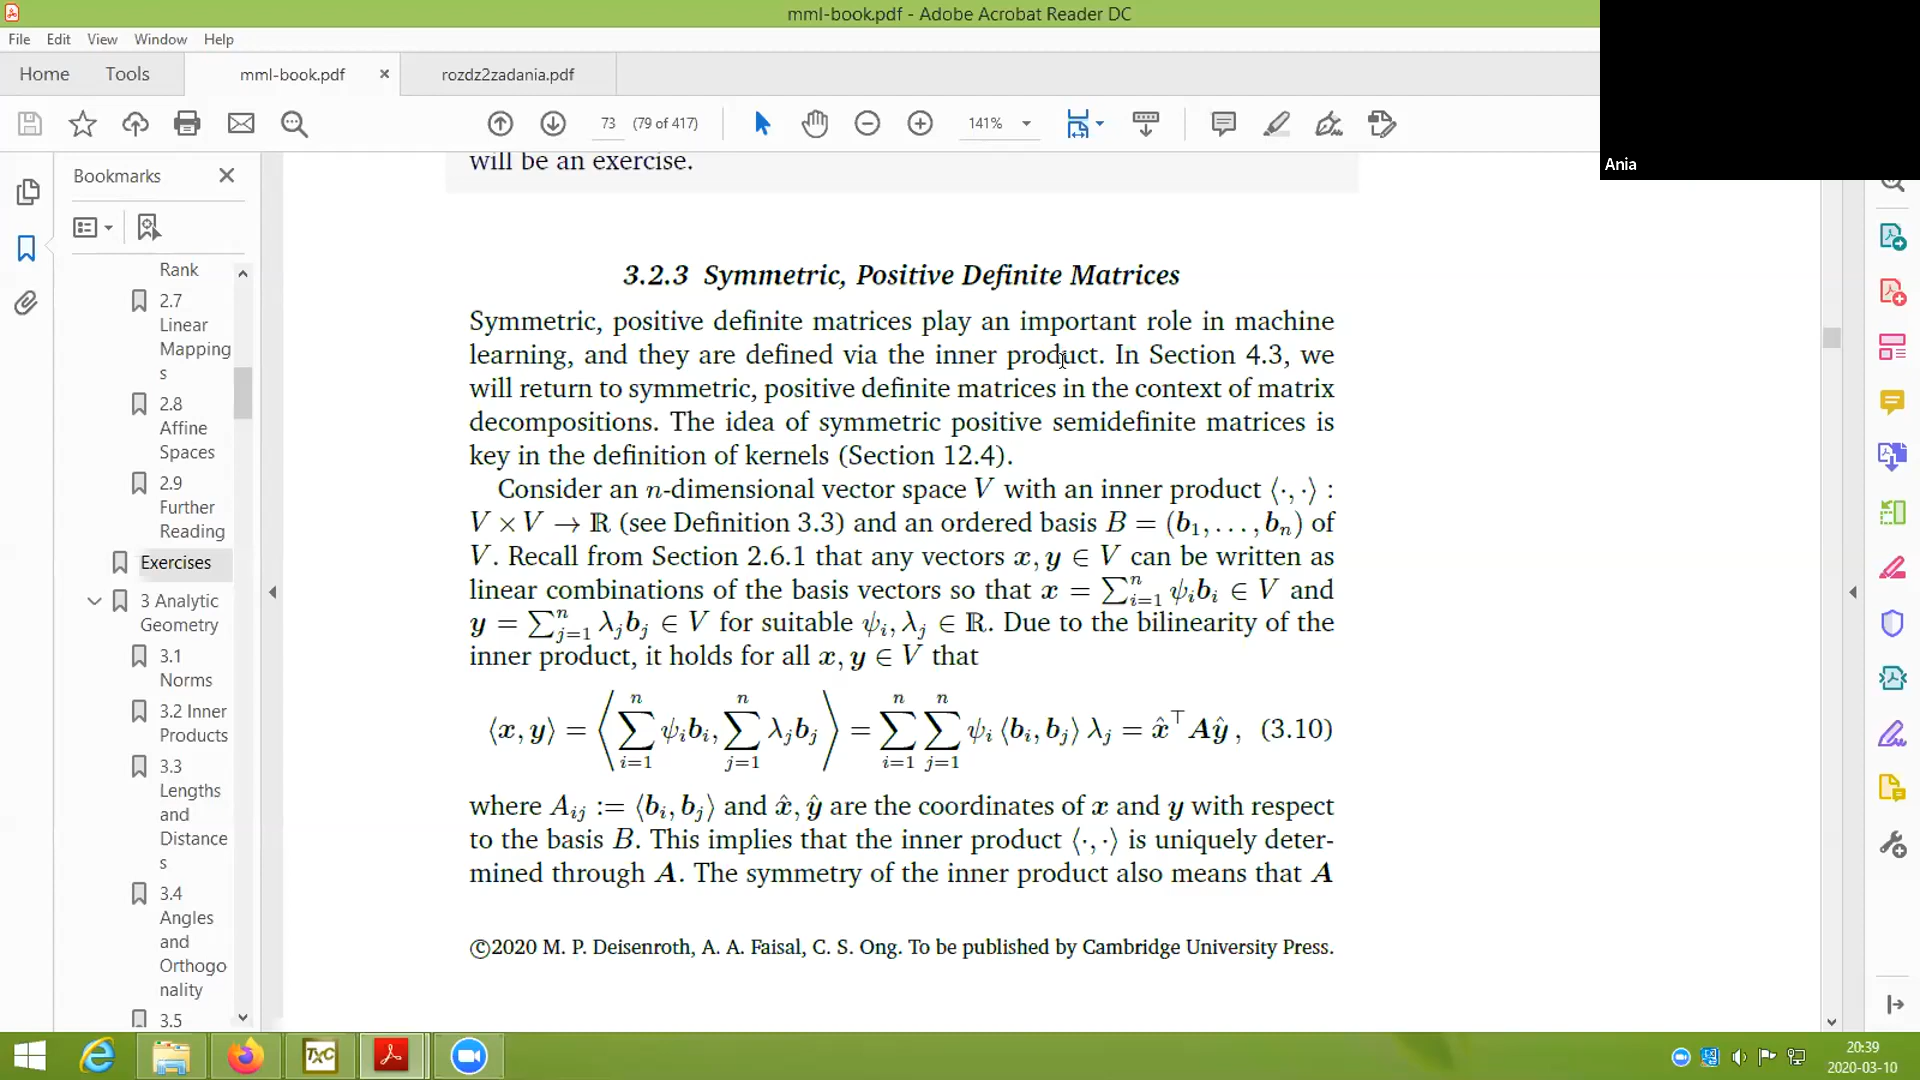 mml-book.pdf - Adobe Acrobat Reader DC
File Edit View Window Help
Home Tools mml-book.pdf × rozdz2zadania.pdf
73 (79 of 417) 141%
Ania
Bookmarks
Rank
2.7
Linear
Mapping
s
2.8
Affine
Spaces
2.9
Further
Reading
Exercises
3 Analytic
Geometry
3.1
Norms
3.2 Inner
Products
3.3
Lengths
and
Distance
s
3.4
Angles
and
Orthogo
nality
3.5
will be an exercise.
3.2.3 Symmetric, Positive Definite Matrices
Symmetric, positive definite matrices play an important role in machine
learning, and they are defined via the inner product. In Section 4.3, we
will return to symmetric, positive definite matrices in the context of matrix
decompositions. The idea of symmetric positive semidefinite matrices is
key in the definition of kernels (Section 12.4).
Consider an n-dimensional vector space V with an inner product ⟨·, ·⟩ :
V × V → ℝ (see Definition 3.3) and an ordered basis B = (b₁, . . . , bₙ) of
V. Recall from Section 2.6.1 that any vectors x, y ∈ V can be written as
linear combinations of the basis vectors so that x = ∑ⁿᵢ₌₁ ψᵢbᵢ ∈ V and
y = ∑ⁿⱼ₌₁ λⱼbⱼ ∈ V for suitable ψᵢ, λⱼ ∈ ℝ. Due to the bilinearity of the
inner product, it holds for all x, y ∈ V that
⟨x, y⟩ = ⟨∑ⁿᵢ₌₁ ψᵢbᵢ, ∑ⁿⱼ₌₁ λⱼbⱼ⟩ = ∑ⁿᵢ₌₁ ∑ⁿⱼ₌₁ ψᵢ ⟨bᵢ, bⱼ⟩ λⱼ = x̂⊤Aŷ , (3.10)
where Aᵢⱼ := ⟨bᵢ, bⱼ⟩ and x̂, ŷ are the coordinates of x and y with respect
to the basis B. This implies that the inner product ⟨·, ·⟩ is uniquely deter-
mined through A. The symmetry of the inner product also means that A
©2020 M. P. Deisenroth, A. A. Faisal, C. S. Ong. To be published by Cambridge University Press.
TXC
20:39
2020-03-10